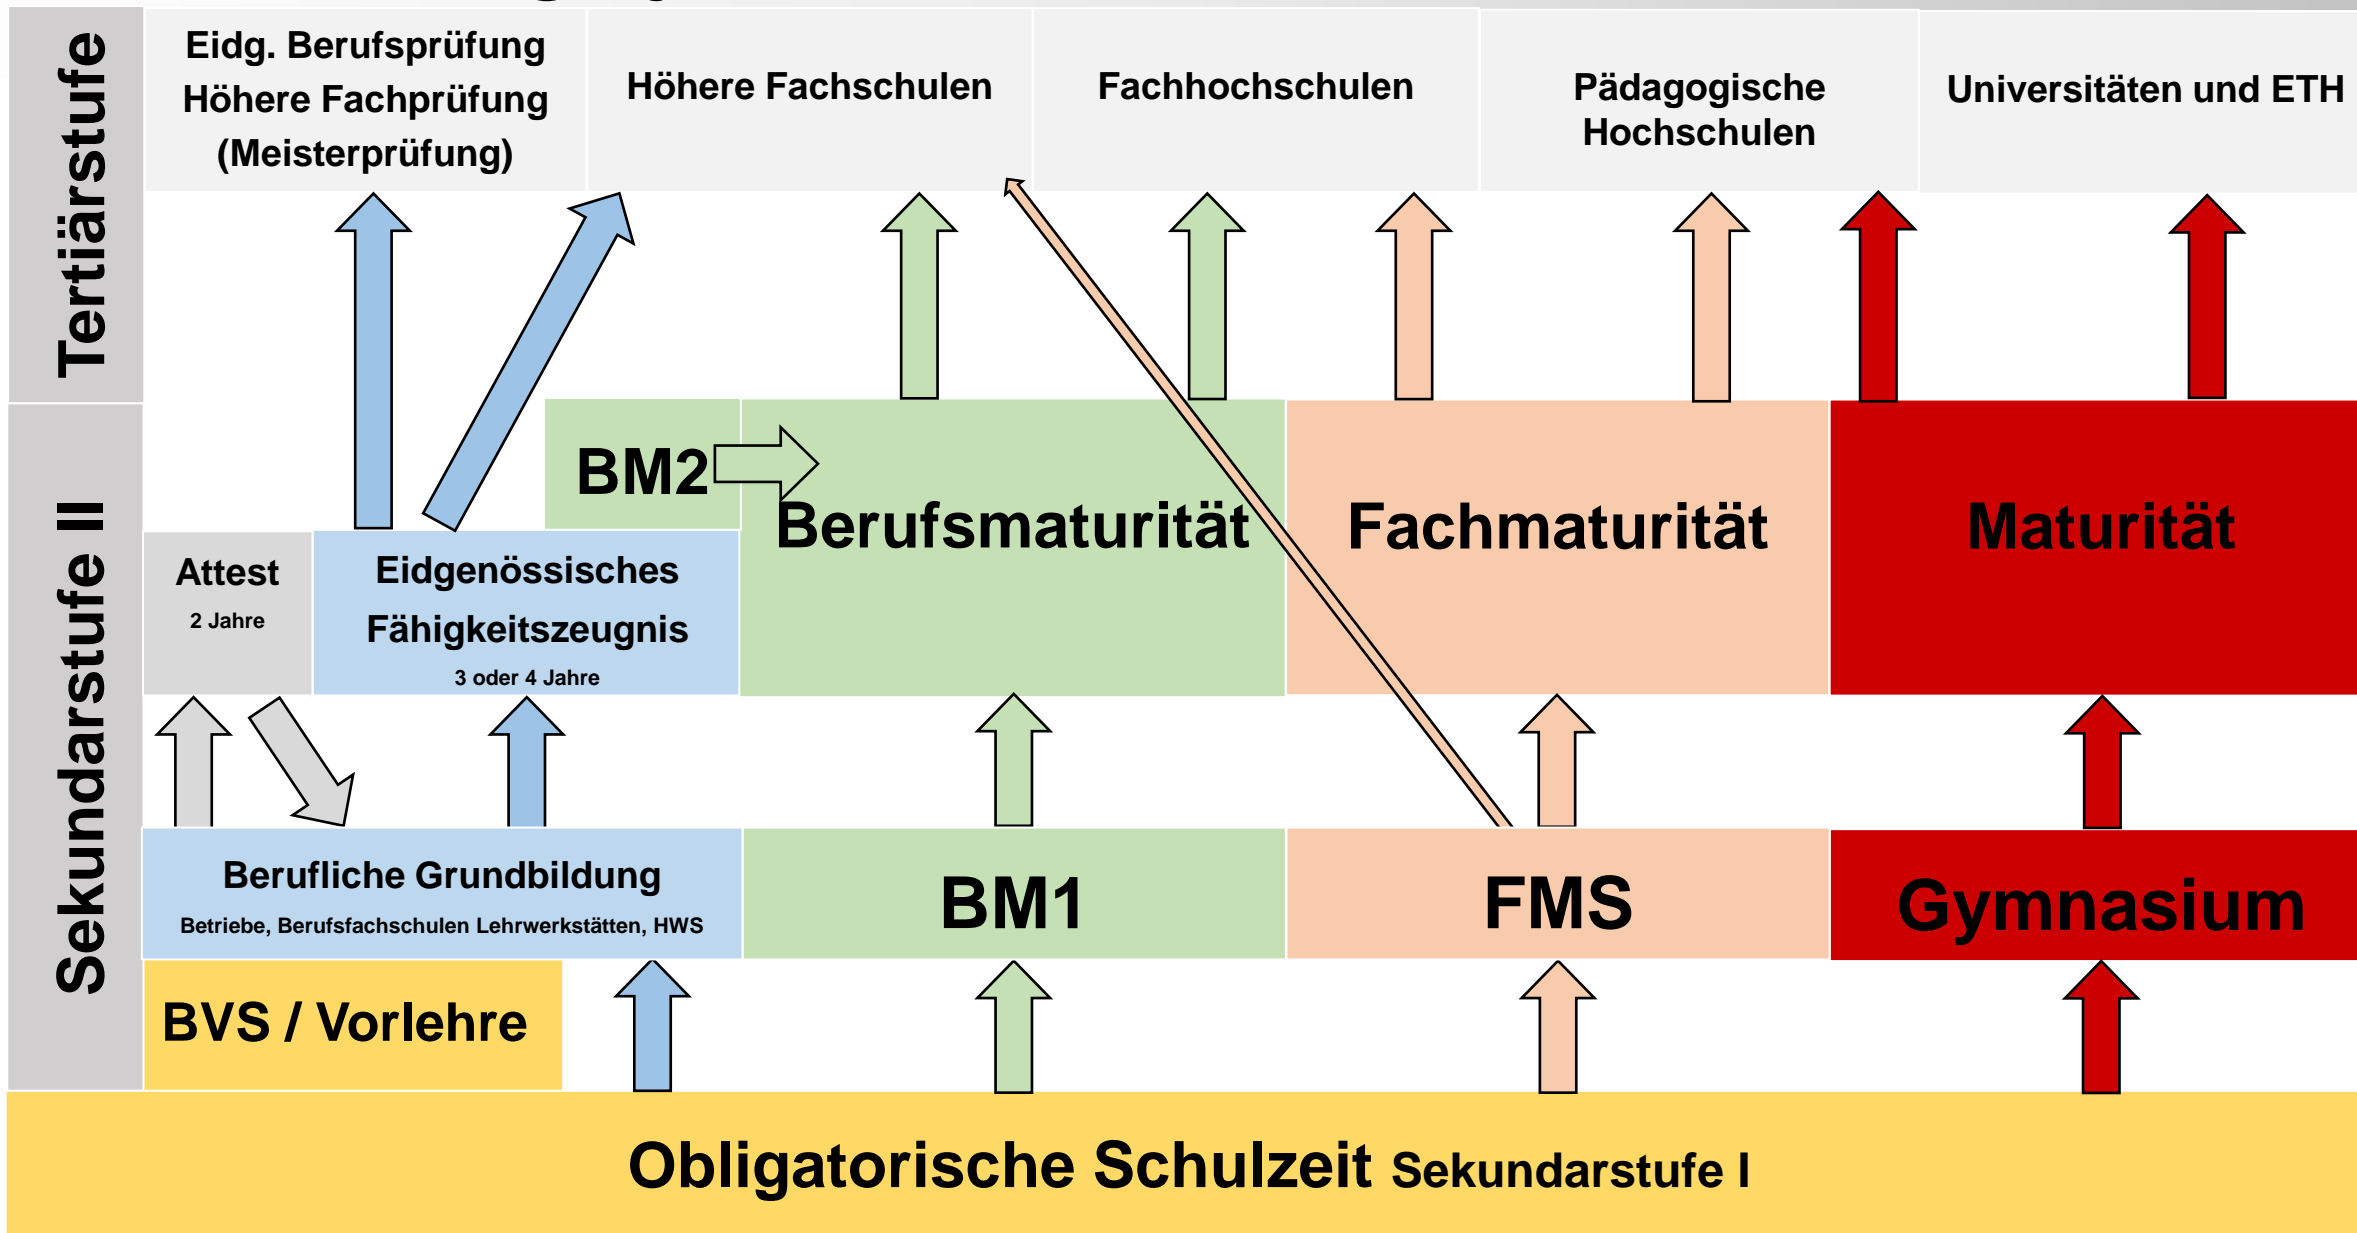 Tertiärstufe
Eidg. Berufsprüfung
Höhere Fachprüfung
(Meisterprüfung)
Höhere Fachschulen
Fachhochschulen
Pädagogische
Hochschulen
Universitäten und ETH
Sekundarstufe II
BM2
Berufsmaturität
Fachmaturität
Maturität
Attest
2 Jahre
Eidgenössisches
Fähigkeitszeugnis
3 oder 4 Jahre
Berufliche Grundbildung
Betriebe, Berufsfachschulen Lehrwerkstätten, HWS
BM1
FMS
Gymnasium
BVS / Vorlehre
Obligatorische Schulzeit Sekundarstufe I